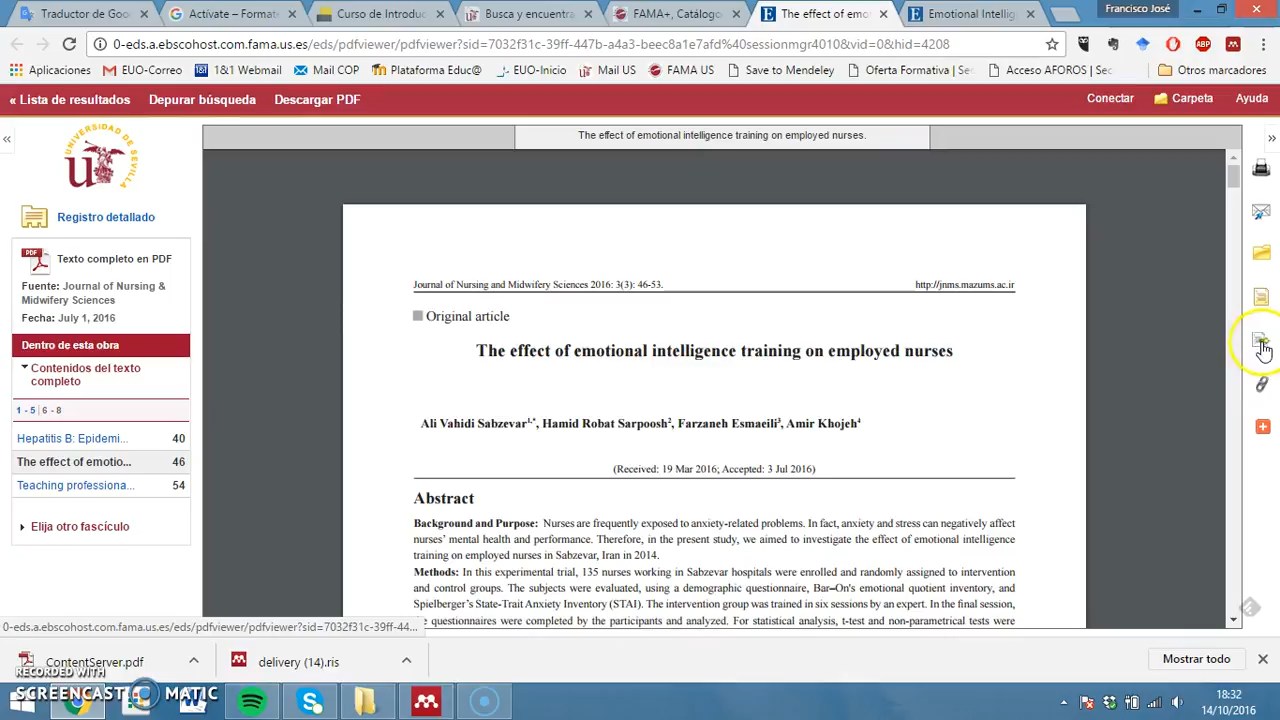 Traductor de Goo
Actívate – Format
Curso de Introduc
Busca y encuentra
FAMA+, Catálogo
The effect of emo
Emotional Intellig
Francisco José
0-eds.a.ebscohost.com.fama.us.es/eds/pdfviewer/pdfviewer?sid=7032f31c-39ff-447b-a4a3-beec8a1e7afd%40sessionmgr4010&vid=0&hid=4208
Aplicaciones
EUO-Correo
1&1 Webmail
Mail COP
Plataforma Educ@
EUO-Inicio
Mail US
FAMA US
Save to Mendeley
Oferta Formativa | Sec
Acceso AFOROS | Sec
Otros marcadores
« Lista de resultados
Depurar búsqueda
Descargar PDF
Conectar
Carpeta
Ayuda
UNIVERSIDAD DE SEVILLA
Registro detallado
PDF
Texto completo en PDF
Fuente: Journal of Nursing &
Midwifery Sciences
Fecha: July 1, 2016
Dentro de esta obra
Contenidos del texto
completo
1 - 5 | 6 - 8
Hepatitis B: Epidemi... 40
The effect of emotio... 46
Teaching professiona... 54
Elija otro fascículo
The effect of emotional intelligence training on employed nurses.
Journal of Nursing and Midwifery Sciences 2016: 3(3): 46-53.
http://jnms.mazums.ac.ir
Original article
The effect of emotional intelligence training on employed nurses
Ali Vahidi Sabzevar1,*, Hamid Robat Sarpoosh2, Farzaneh Esmaeili3, Amir Khojeh4
(Received: 19 Mar 2016; Accepted: 3 Jul 2016)
Abstract
Background and Purpose: Nurses are frequently exposed to anxiety-related problems. In fact, anxiety and stress can negatively affect
nurses' mental health and performance. Therefore, in the present study, we aimed to investigate the effect of emotional intelligence
training on employed nurses in Sabzevar, Iran in 2014.
Methods: In this experimental trial, 135 nurses working in Sabzevar hospitals were enrolled and randomly assigned to intervention
and control groups. The subjects were evaluated, using a demographic questionnaire, Bar–On's emotional quotient inventory, and
Spielberger's State-Trait Anxiety Inventory (STAI). The intervention group was trained in six sessions by an expert. In the final session,
questionnaires were completed by the participants and analyzed. For statistical analysis, t-test and non-parametrical tests were
0-eds.a.ebscohost.com.fama.us.es/eds/pdfviewer/pdfviewer?sid=7032f31c-39ff-44...
ContentServer.pdf
delivery (14).ris
Mostrar todo
RECORDED WITH
SCREENCAST MATIC
18:32
14/10/2016